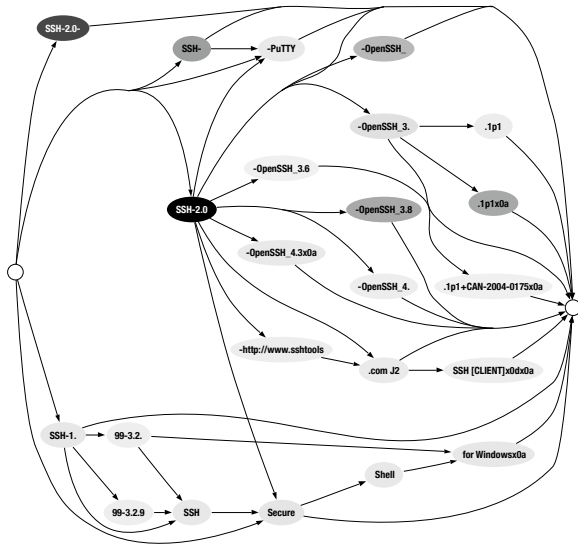 SSH-2.0-
SSH-
-PuTTY
-OpenSSH_
-OpenSSH_3.
.1p1
-OpenSSH_3.6
SSH-2.0
-OpenSSH_3.8
.1p1x0a
-OpenSSH_4.3x0a
-OpenSSH_4.
.1p1+CAN-2004-0175x0a
-http://www.sshtools
.com J2
SSH [CLIENT]x0dx0a
SSH-1.
99-3.2.
for Windowsx0a
Shell
99-3.2.9
SSH
Secure